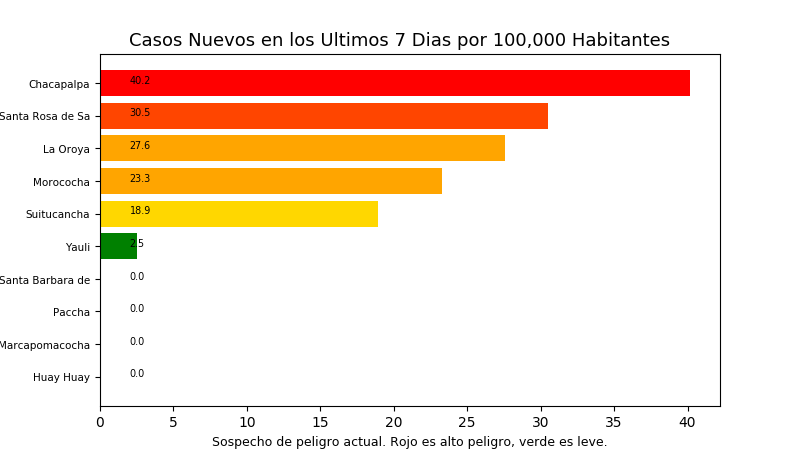 Casos Nuevos en los Ultimos 7 Dias por 100,000 Habitantes
Chacapalpa 40.2
Santa Rosa de Sa 30.5
La Oroya 27.6
Morococha 23.3
Suitucancha 18.9
Yauli 2.5
Santa Barbara de 0.0
Paccha 0.0
Marcapomacocha 0.0
Huay Huay 0.0
0 5 10 15 20 25 30 35 40
Sospecho de peligro actual. Rojo es alto peligro, verde es leve.